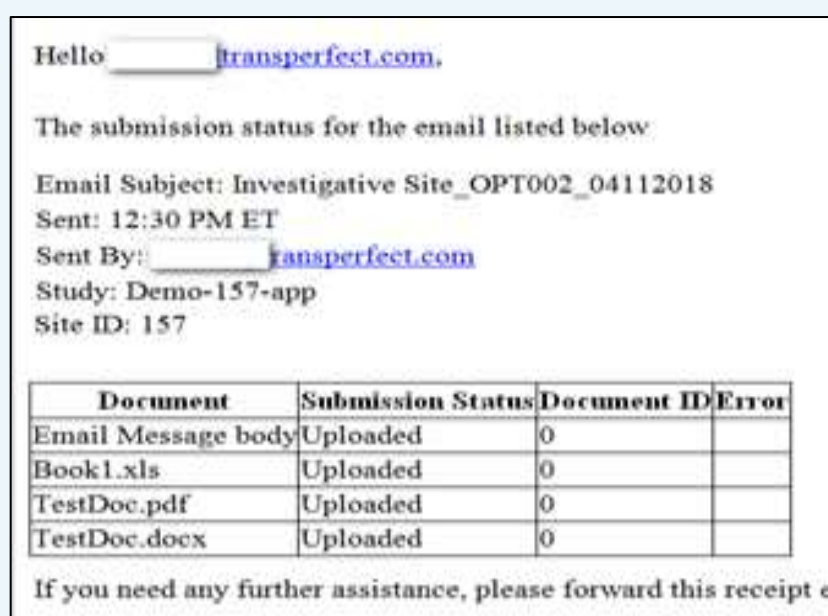 Hello transperfect.com,
The submission status for the email listed below
Email Subject: Investigative Site_OPT002_04112018
Sent: 12:30 PM ET
Sent By: ransperfect.com
Study: Demo-157-app
Site ID: 157
Document Submission Status Document ID Error
Email Message body Uploaded 0
Book1.xls Uploaded 0
TestDoc.pdf Uploaded 0
TestDoc.docx Uploaded 0
If you need any further assistance, please forward this receipt